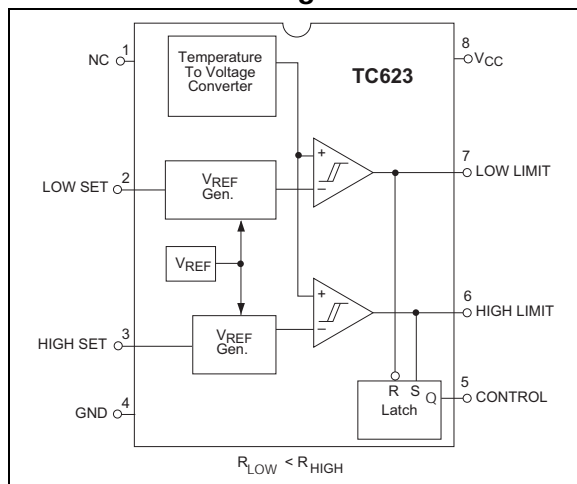 NC
1
Temperature
To Voltage
Converter
TC623
8
VCC
LOW SET
2
VREF
Gen.
7
LOW LIMIT
VREF
HIGH SET
3
VREF
Gen.
6
HIGH LIMIT
R S
Q
Latch
5
CONTROL
GND
4
RLOW < RHIGH
+
−
+
−